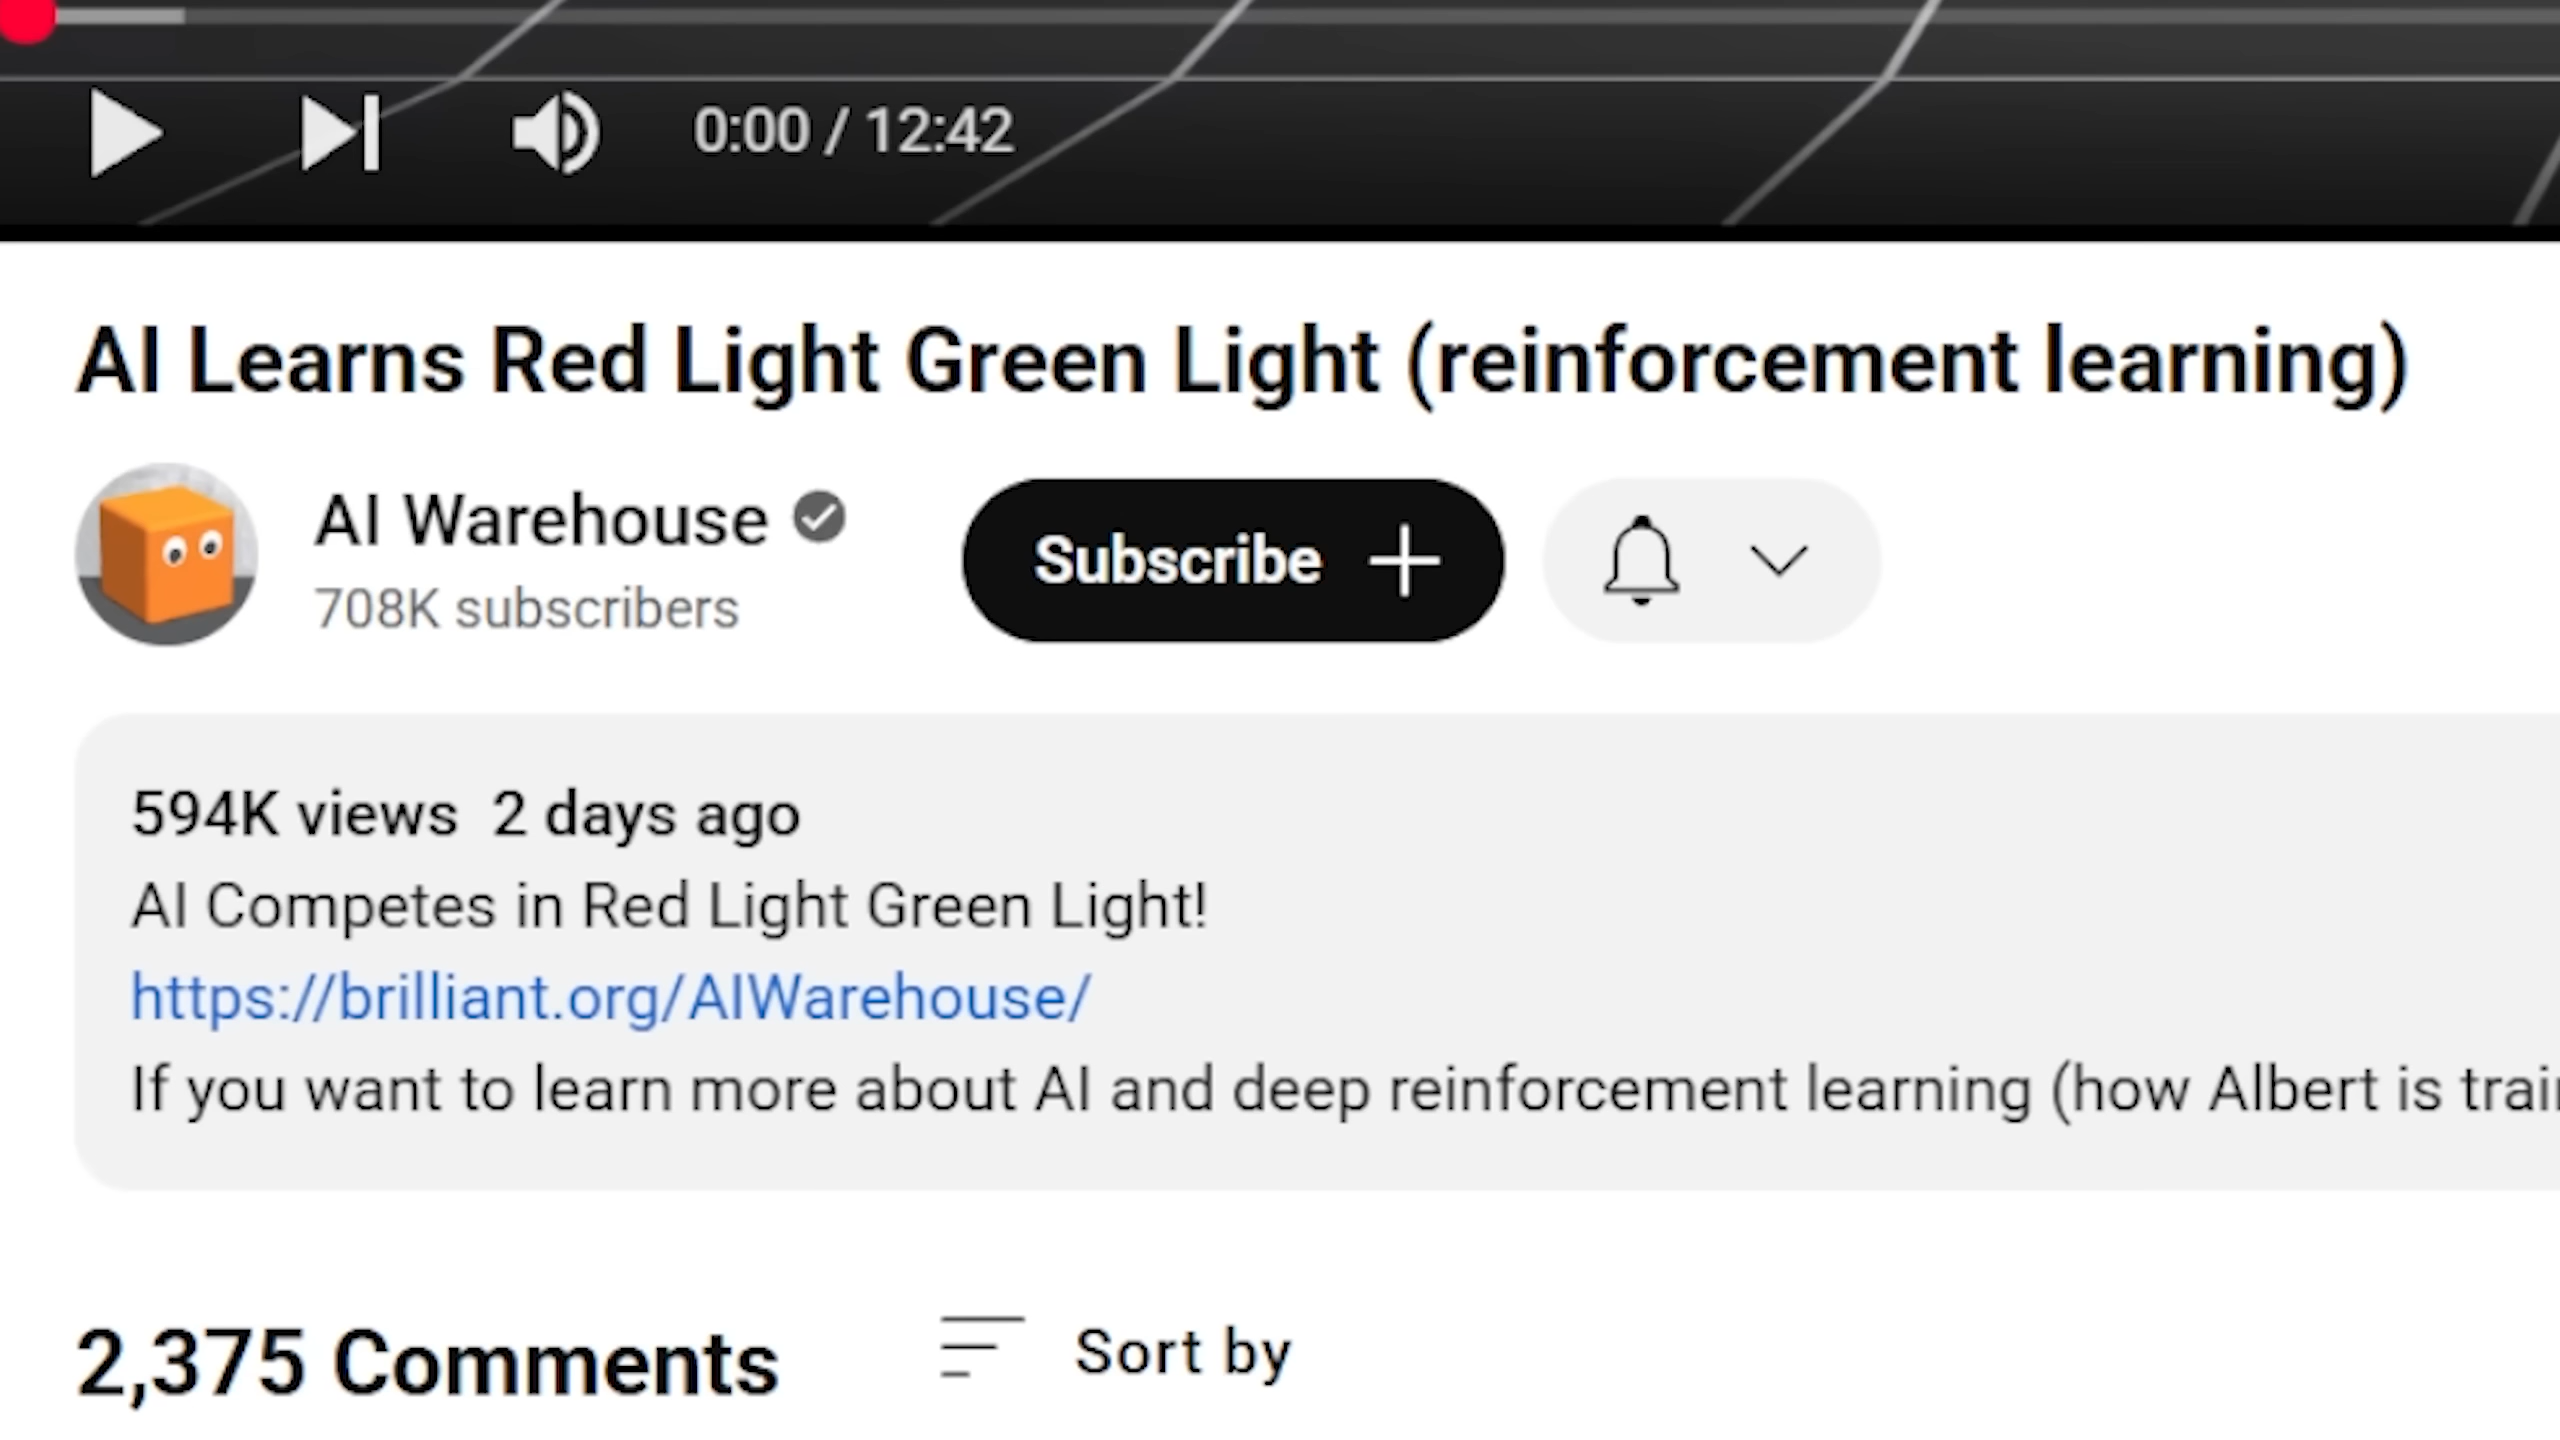 0:00 / 12:42
AI Learns Red Light Green Light (reinforcement learning)
AI Warehouse
708K subscribers
Subscribe
594K views 2 days ago
AI Competes in Red Light Green Light!
https://brilliant.org/AIWarehouse/
If you want to learn more about AI and deep reinforcement learning (how Albert is
2,375 Comments
Sort by